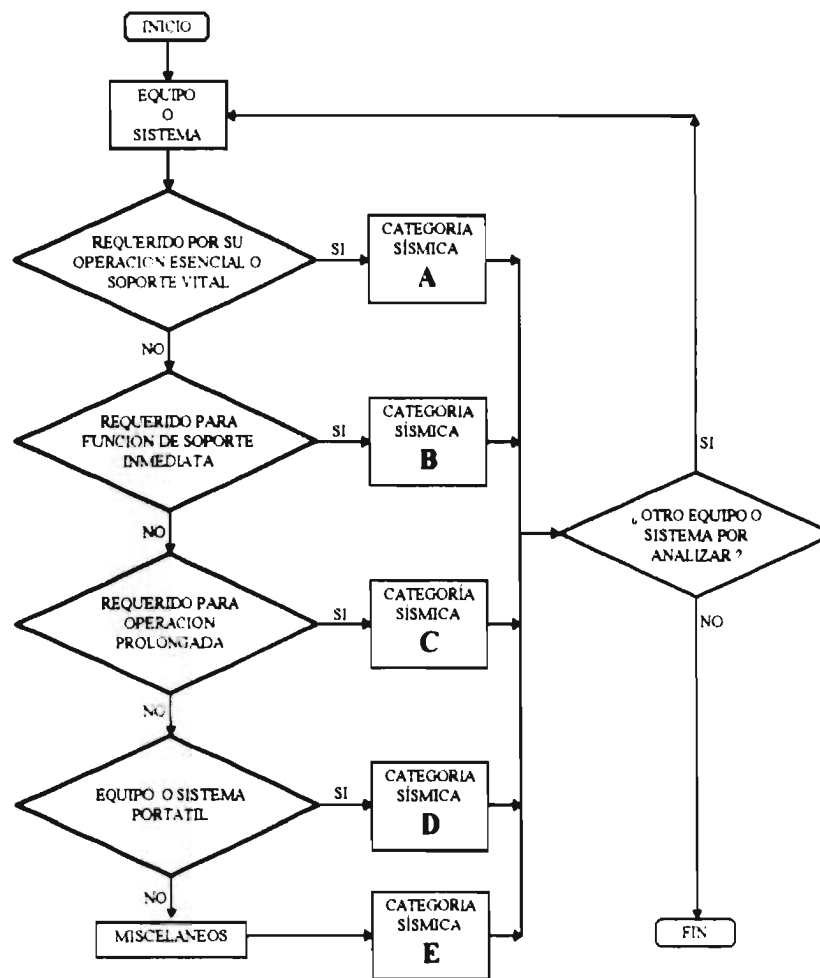 INICIO
EQUIPO
O
SISTEMA
REQUERIDO POR SU
OPERACION ESENCIAL O
SOPORTE VITAL
SI
CATEGORIA
SÍSMICA
A
NO
REQUERIDO PARA
FUNCION DE SOPORTE
INMEDIATA
SI
CATEGORIA
SÍSMICA
B
NO
REQUERIDO PARA
OPERACION
PROLONGADA
SI
CATEGORÍA
SÍSMICA
C
NO
EQUIPO O SISTEMA
PORTATIL
SI
CATEGORIA
SÍSMICA
D
NO
MISCELANEOS
CATEGORIA
SÍSMICA
E
SI
¿ OTRO EQUIPO O
SISTEMA POR
ANALIZAR ?
NO
FIN